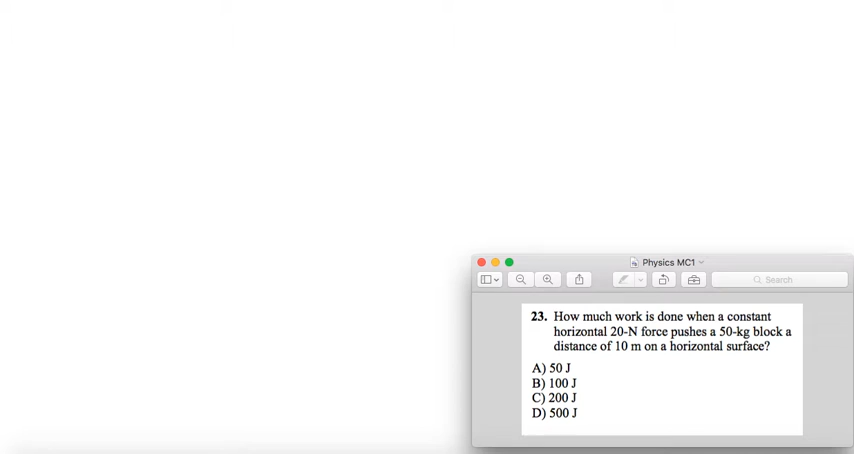 Physics MC1
Search
23. How much work is done when a constant
horizontal 20-N force pushes a 50-kg block a
distance of 10 m on a horizontal surface?
A) 50 J
B) 100 J
C) 200 J
D) 500 J